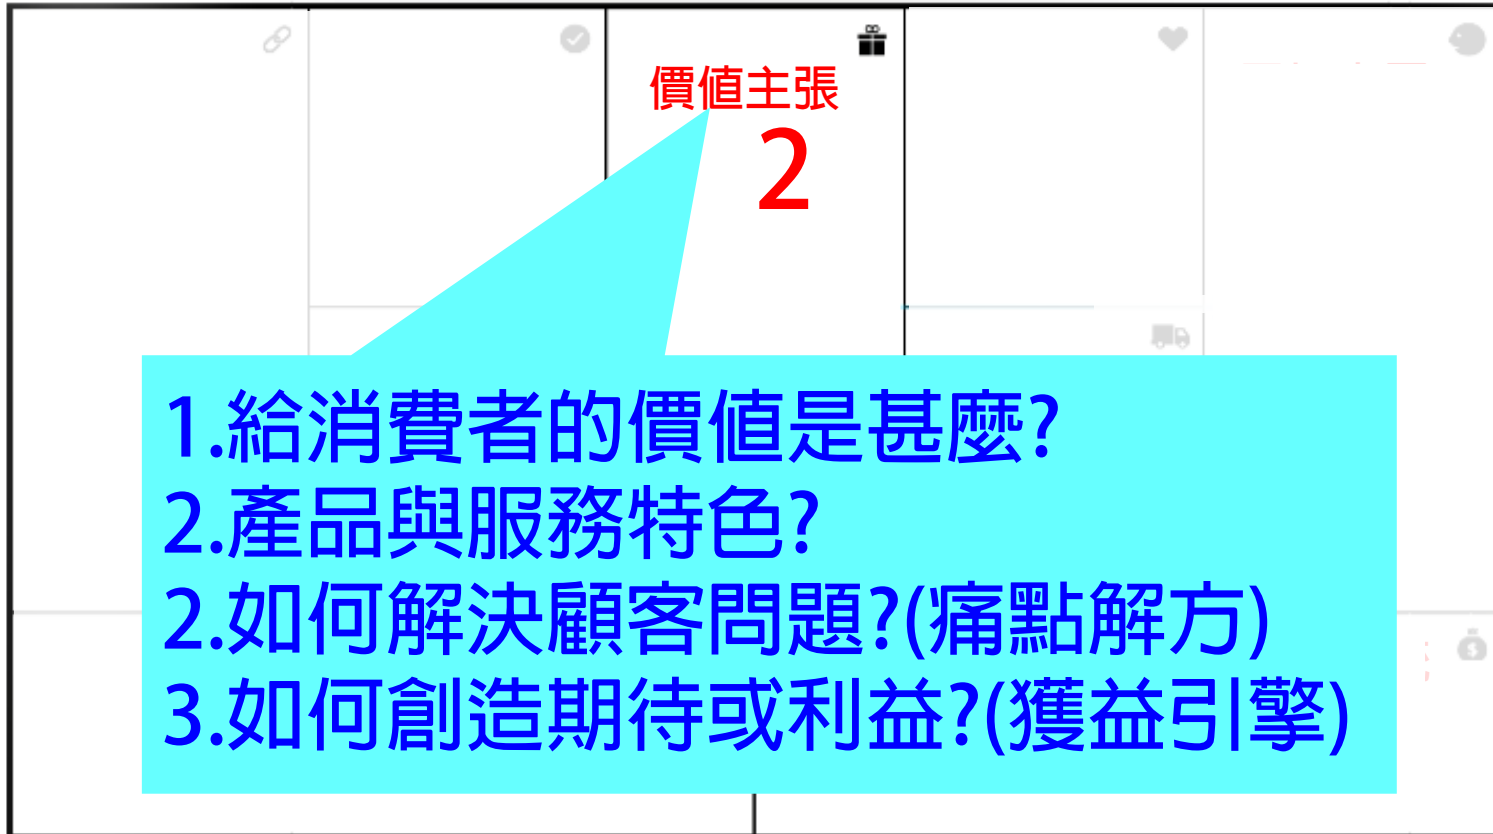 價值主張
2
1.給消費者的價值是甚麼?
2.產品與服務特色?
2.如何解決顧客問題?(痛點解方)
3.如何創造期待或利益?(獲益引擎)